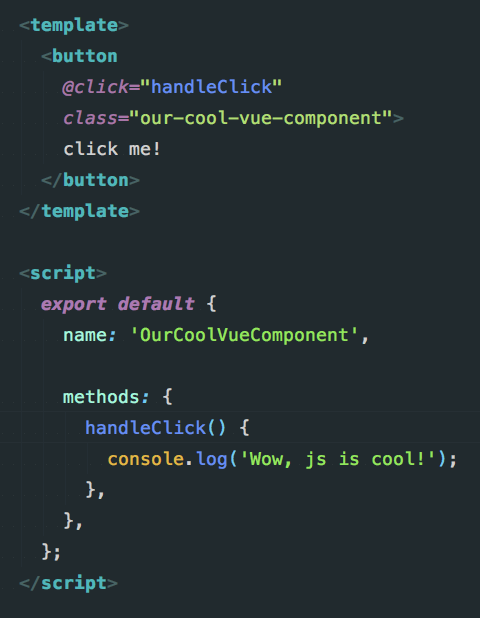 <template>
  <button
    @click="handleClick"
    class="our-cool-vue-component">
    click me!
  </button>
</template>

<script>
  export default {
    name: 'OurCoolVueComponent',

    methods: {
      handleClick() {
        console.log('Wow, js is cool!');
      },
    },
  };
</script>